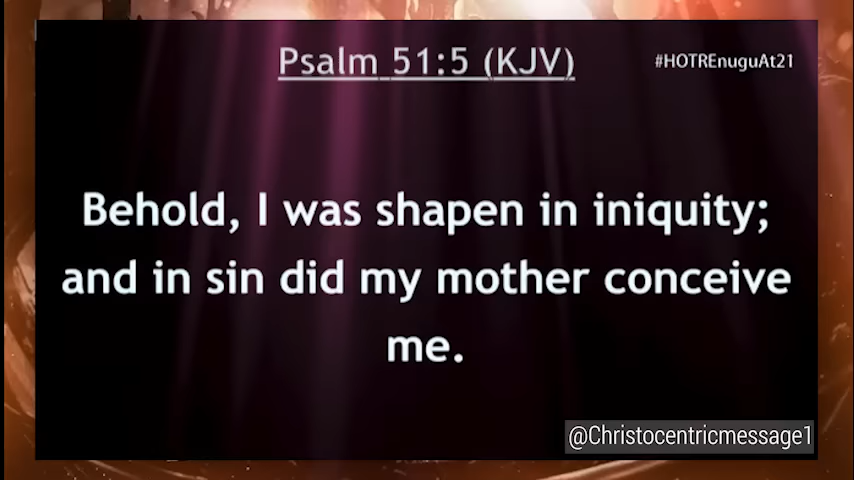 Psalm 51:5 (KJV)
#HOTREnuguAt21
Behold, I was shapen in iniquity;
and in sin did my mother conceive
me.
@Christocentricmessage1